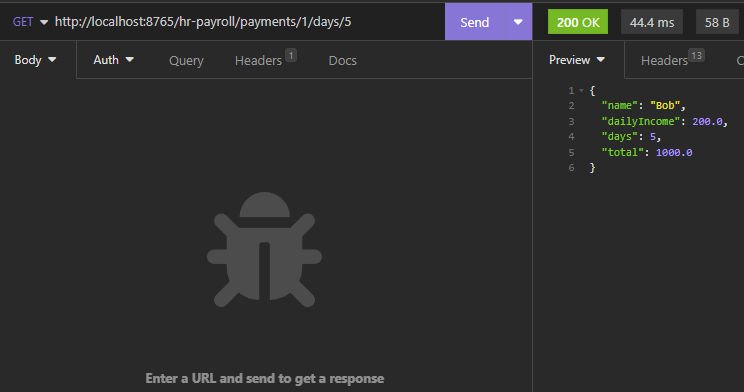 GET http://localhost:8765/hr-payroll/payments/1/days/5 Send 200 OK 44.4 ms 58 B
Body Auth Query Headers 1 Docs Preview Headers 13
1 {
2 "name": "Bob",
3 "dailyIncome": 200.0,
4 "days": 5,
5 "total": 1000.0
6 }
Enter a URL and send to get a response